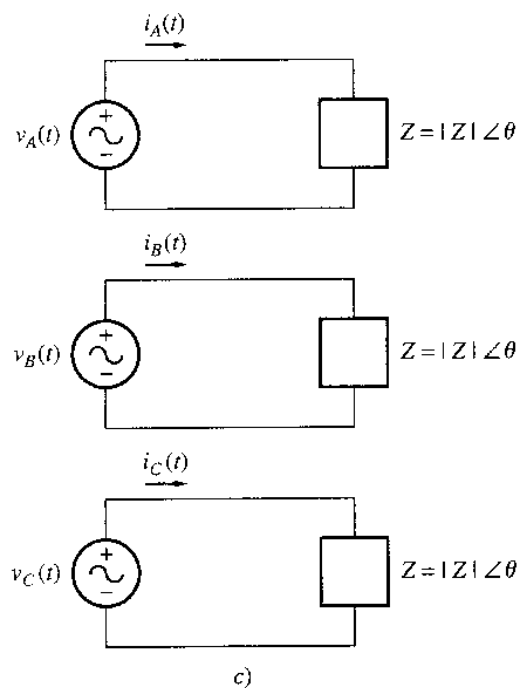 i_A(t)
+
v_A(t)
−
Z = |Z| ∠θ
i_B(t)
+
v_B(t)
−
Z = |Z| ∠θ
i_C(t)
+
v_C(t)
−
Z = |Z| ∠θ
c)